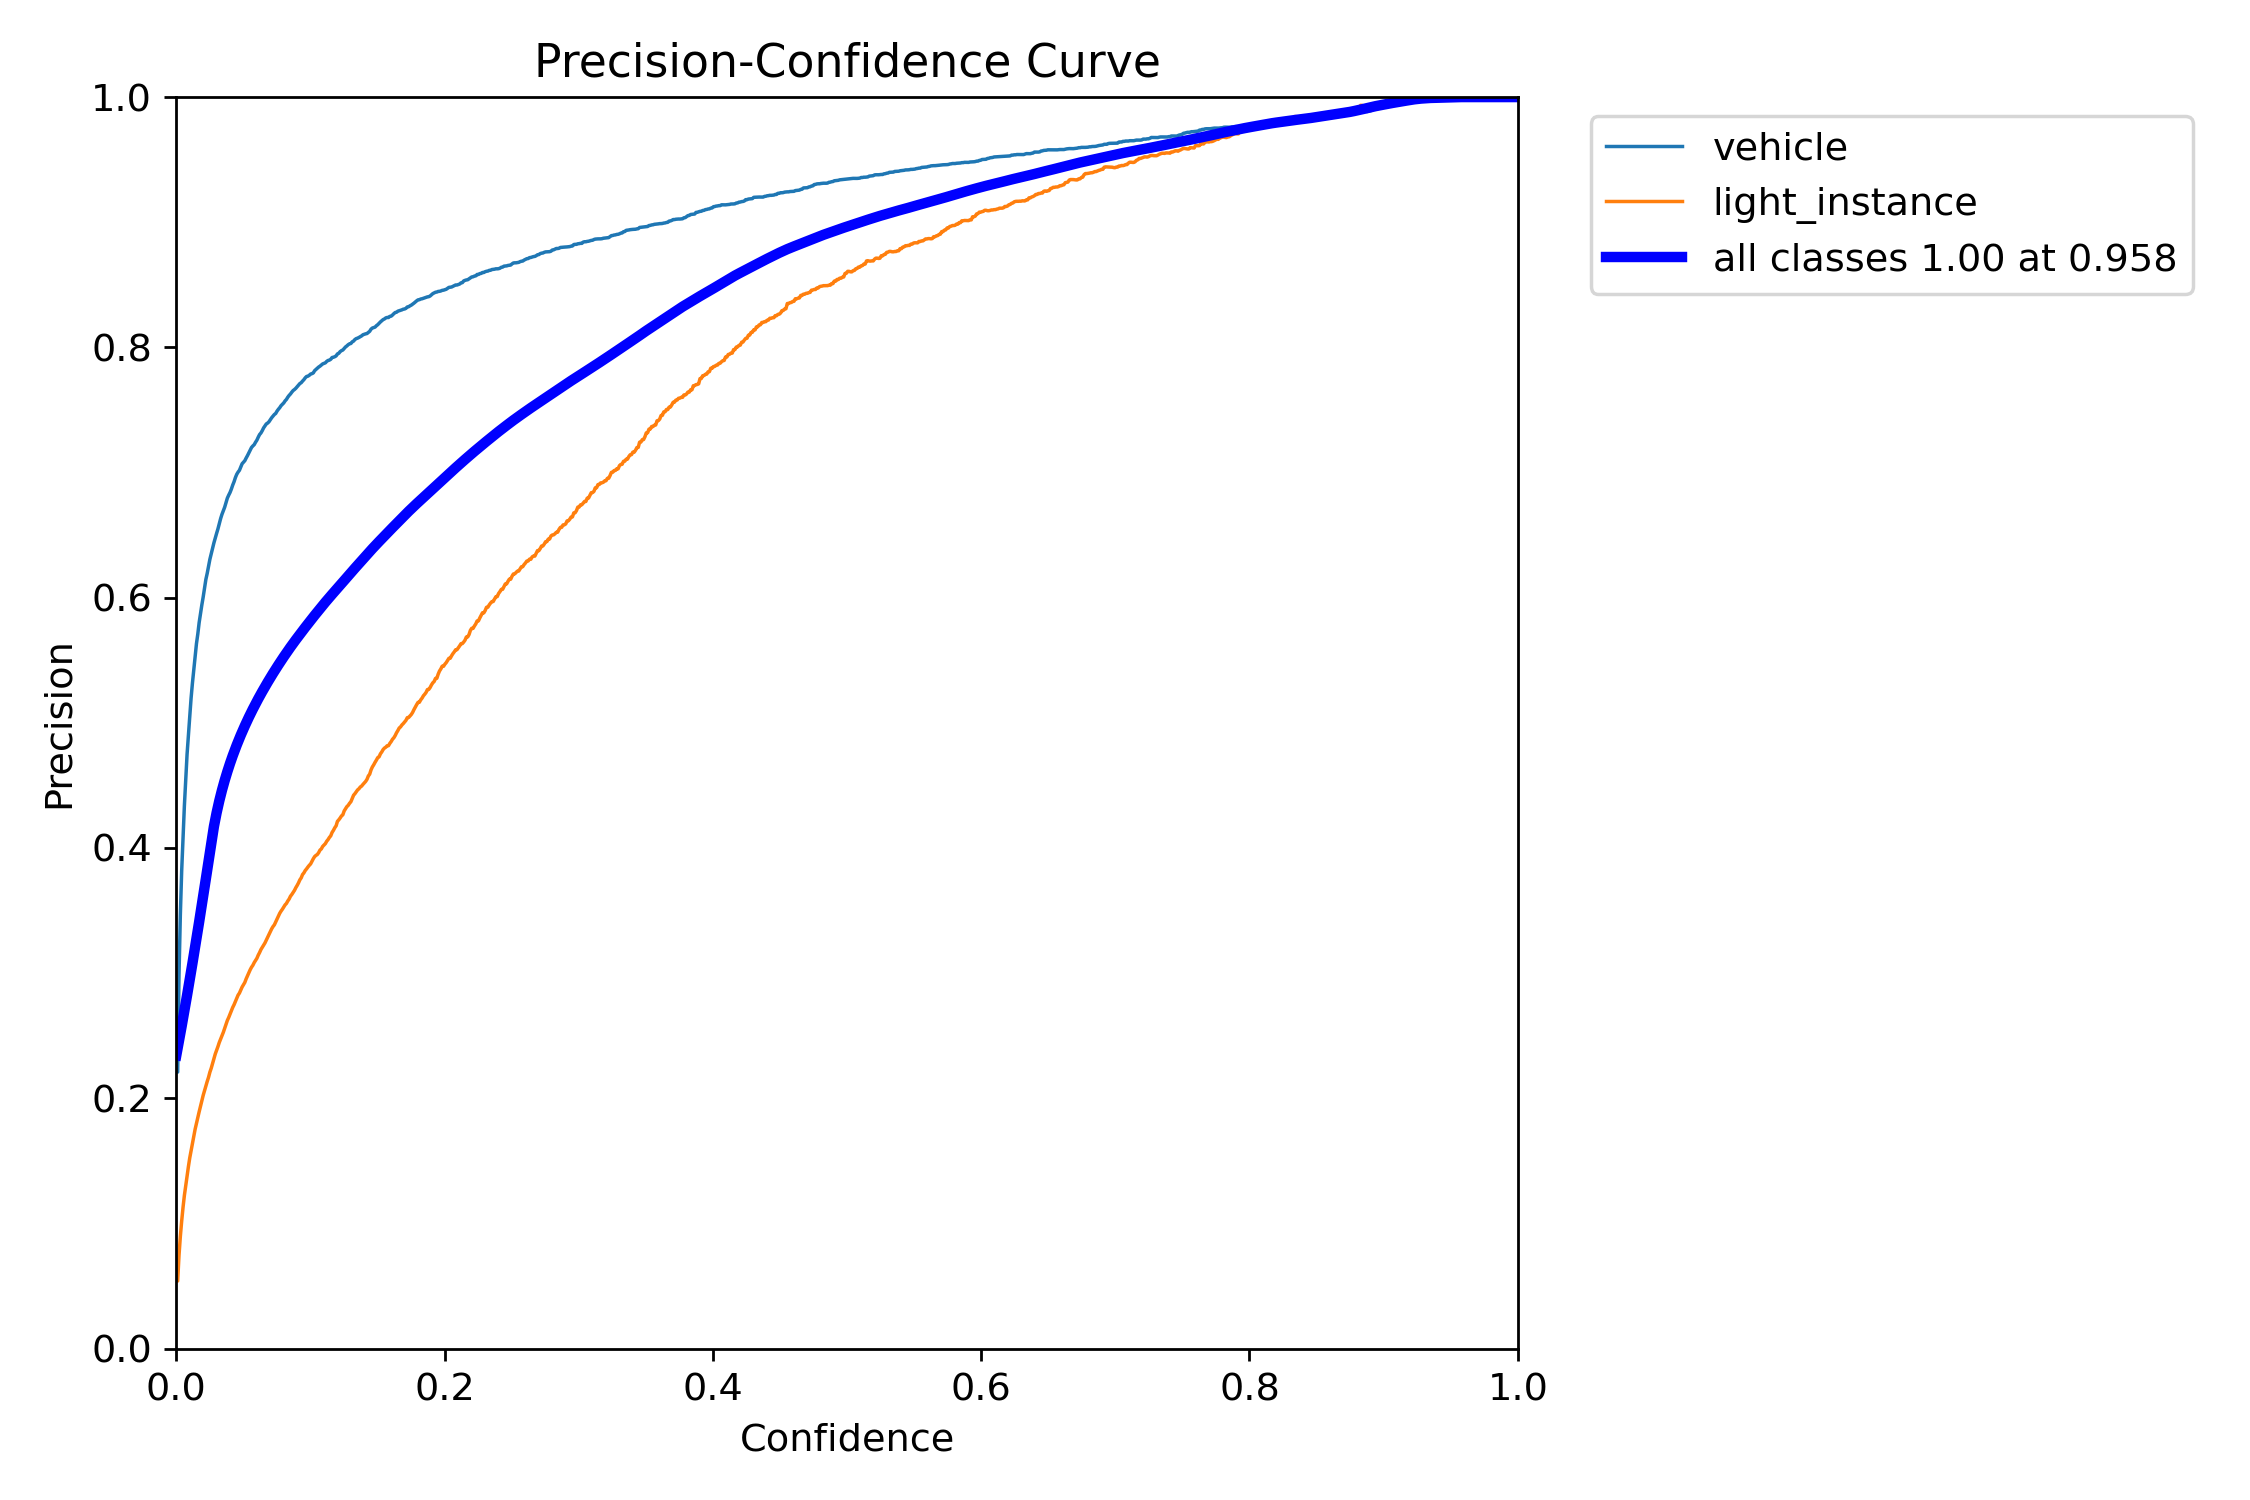 Precision-Confidence Curve
1.0
0.8
0.6
0.4
0.2
0.0
Precision
0.0 0.2 0.4 0.6 0.8 1.0
Confidence
vehicle
light_instance
all classes 1.00 at 0.958